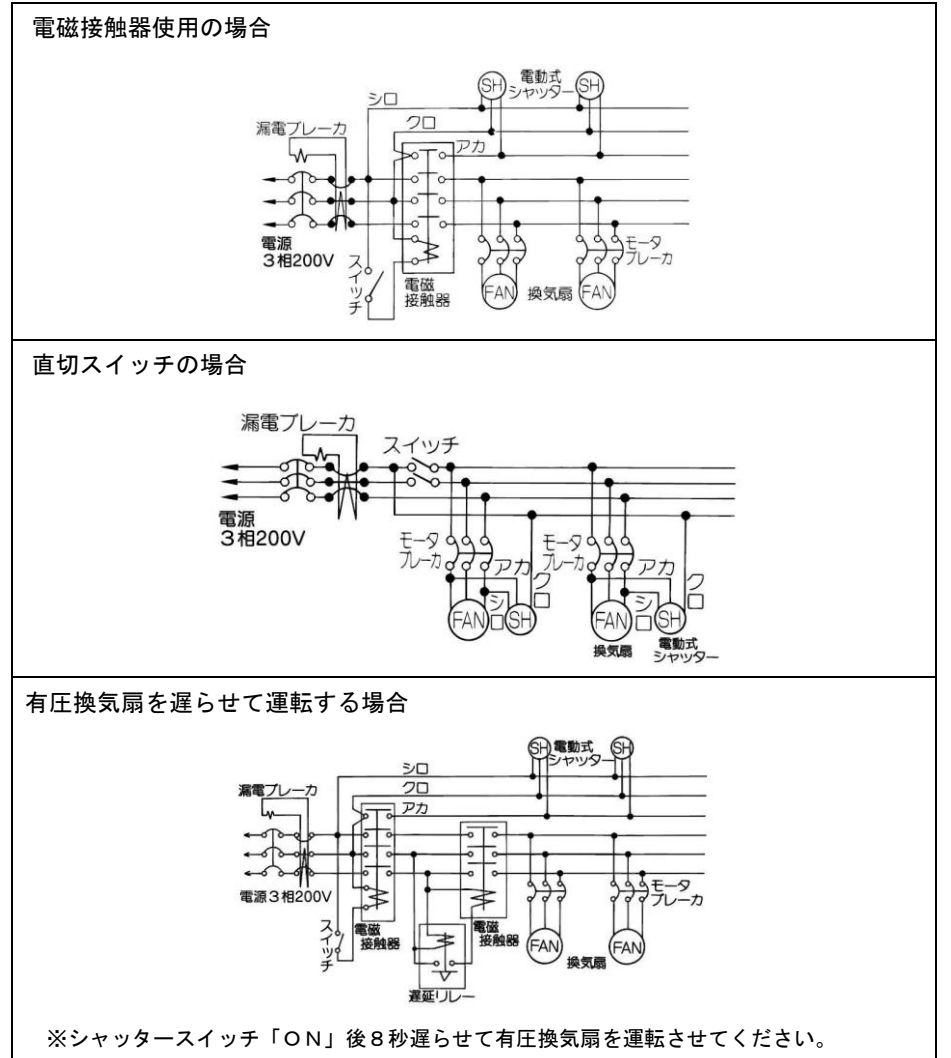 電磁接触器使用の場合
SH
電動式
シャッター
SH
シロ
クロ
アカ
漏電ブレーカ
電源
3相200V
スイッチ
電磁
接触器
FAN
換気扇
FAN
モータ
ブレーカ
直切スイッチの場合
漏電ブレーカ
スイッチ
電源
3相200V
モータ
ブレーカ
アカ
クロ
シロ
FAN
SH
モータ
ブレーカ
アカ
クロ
シロ
FAN
SH
換気扇
電動式
シャッター
有圧換気扇を遅らせて運転する場合
SH
電動式
シャッター
SH
シロ
クロ
アカ
漏電ブレーカ
電源3相200V
スイッチ
電磁
接触器
電磁
接触器
遅延リレー
モータ
ブレーカ
FAN
換気扇
FAN
※シャッタースイッチ「ON」後8秒遅らせて有圧換気扇を運転させてください。